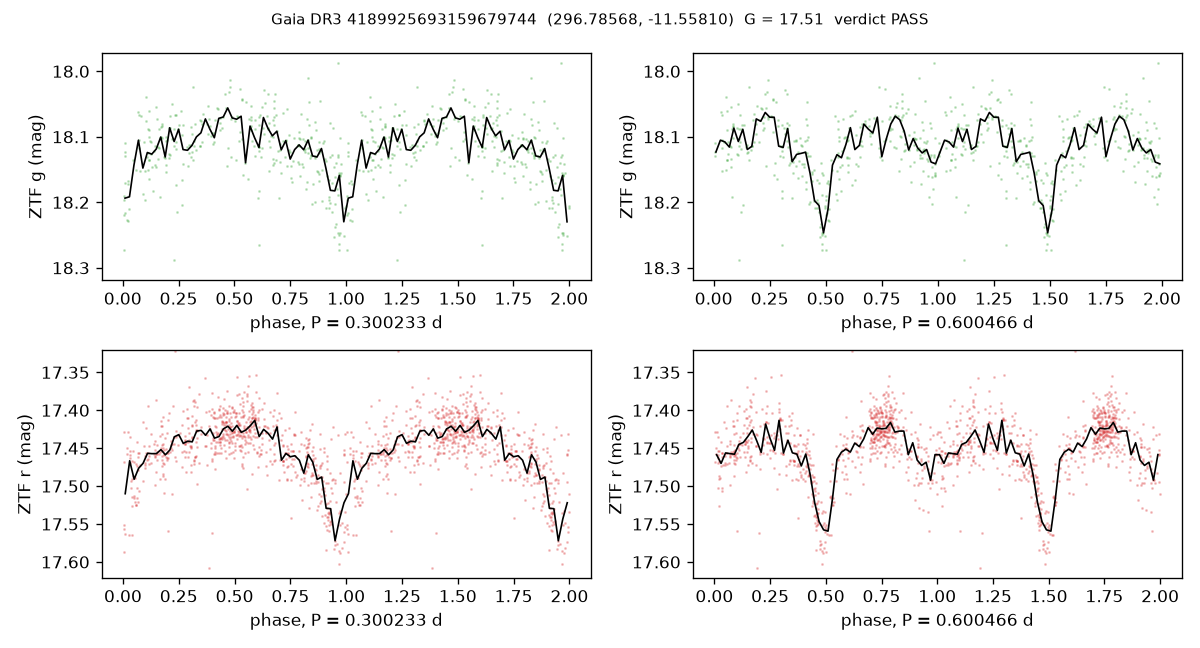 Gaia DR3 4189925693159679744 (296.78568, -11.55810) G = 17.51 verdict PASS
ZTF g (mag)
18.0
18.1
18.2
18.3
0.00 0.25 0.50 0.75 1.00 1.25 1.50 1.75 2.00
phase, P = 0.300233 d
ZTF g (mag)
18.0
18.1
18.2
18.3
0.00 0.25 0.50 0.75 1.00 1.25 1.50 1.75 2.00
phase, P = 0.600466 d
ZTF r (mag)
17.35
17.40
17.45
17.50
17.55
17.60
0.00 0.25 0.50 0.75 1.00 1.25 1.50 1.75 2.00
phase, P = 0.300233 d
ZTF r (mag)
17.35
17.40
17.45
17.50
17.55
17.60
0.00 0.25 0.50 0.75 1.00 1.25 1.50 1.75 2.00
phase, P = 0.600466 d